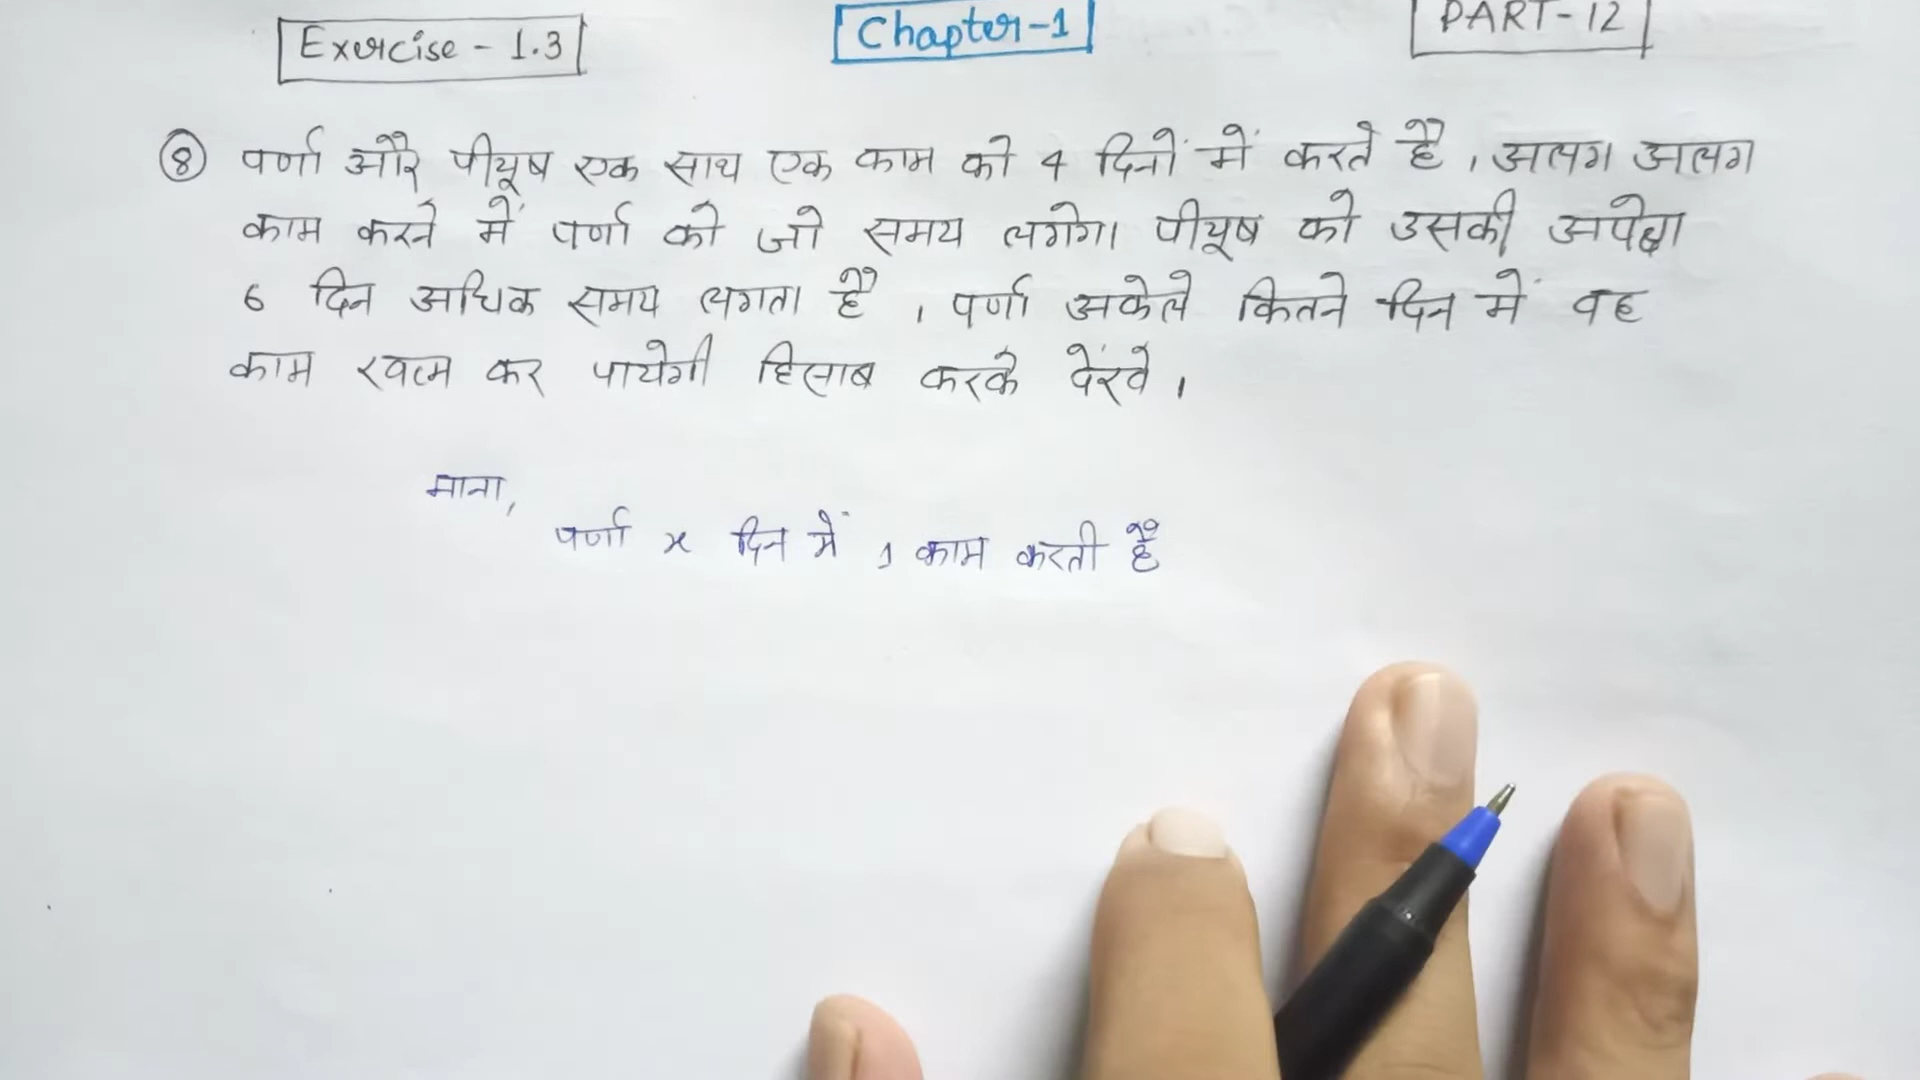 Exercise - 1.3
Chapter-1
PART-12
8 पर्णा और पीयूष एक साथ एक काम को 4 दिनों में करते है। अलग अलग
काम करने में पर्णा को जो समय लगेगा पीयूष को उसकी अपेक्षा
6 दिन अधिक समय लगता है । पर्णा अकेले कितने दिन में वह
काम खत्म कर पायेगी हिसाब करके देंखे ।
माना,
पर्णा x दिन में 1 काम करती है